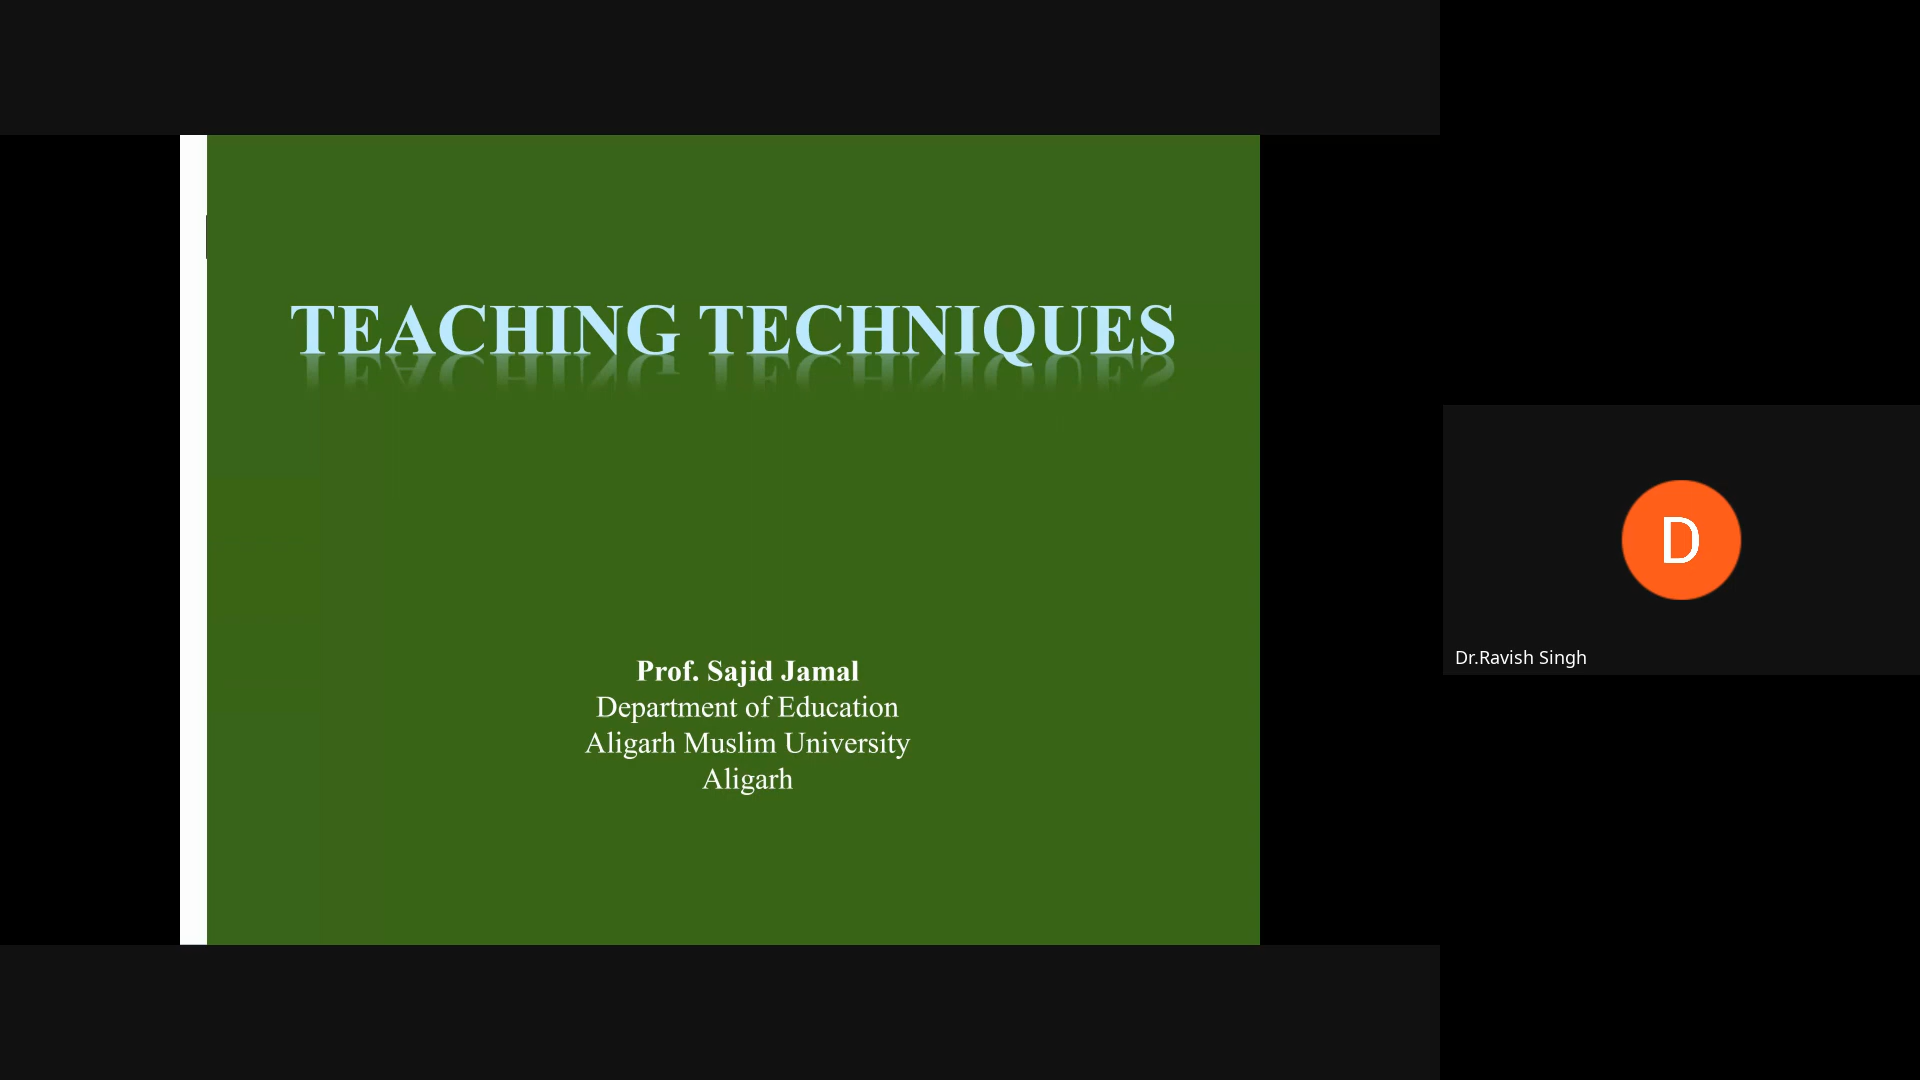 TEACHING TECHNIQUES
Prof. Sajid Jamal
Department of Education
Aligarh Muslim University
Aligarh
D
Dr.Ravish Singh